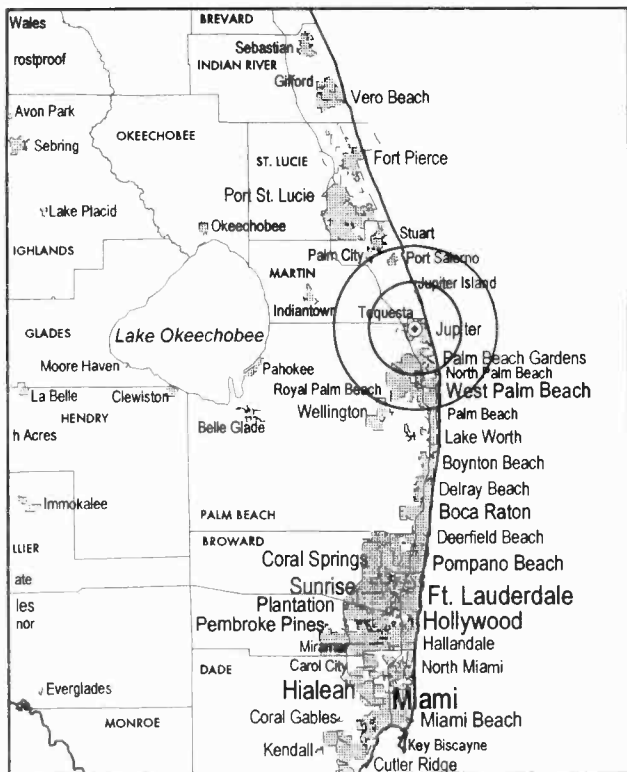 Wales
BREVARD
Sebastian
rostproof
INDIAN RIVER
Gifford
Vero Beach
Avon Park
OKEECHOBEE
Sebring
ST. LUCIE
Fort Pierce
Port St. Lucie
Lake Placid
Okeechobee
Stuart
IGHLANDS
Palm City
Port Salerno
MARTIN
Jupiter Island
Indiantown
Tequesta
GLADES
Lake Okeechobee
Jupiter
Moore Haven
Pahokee
Palm Beach Gardens
North Palm Beach
La Belle
Clewiston
Royal Palm Beach
West Palm Beach
HENDRY
Wellington
Palm Beach
h Acres
Belle Glade
Lake Worth
Boynton Beach
Delray Beach
Immokalee
PALM BEACH
Boca Raton
BROWARD
Deerfield Beach
LLIER
Coral Springs
Pompano Beach
ate
Sunrise
Ft. Lauderdale
les
Plantation
nor
Pembroke Pines
Hollywood
Miramar
Hallandale
DADE
Carol City
North Miami
Everglades
Hialeah
Miami
MONROE
Coral Gables
Miami Beach
Kendall
Key Biscayne
Cutler Ridge